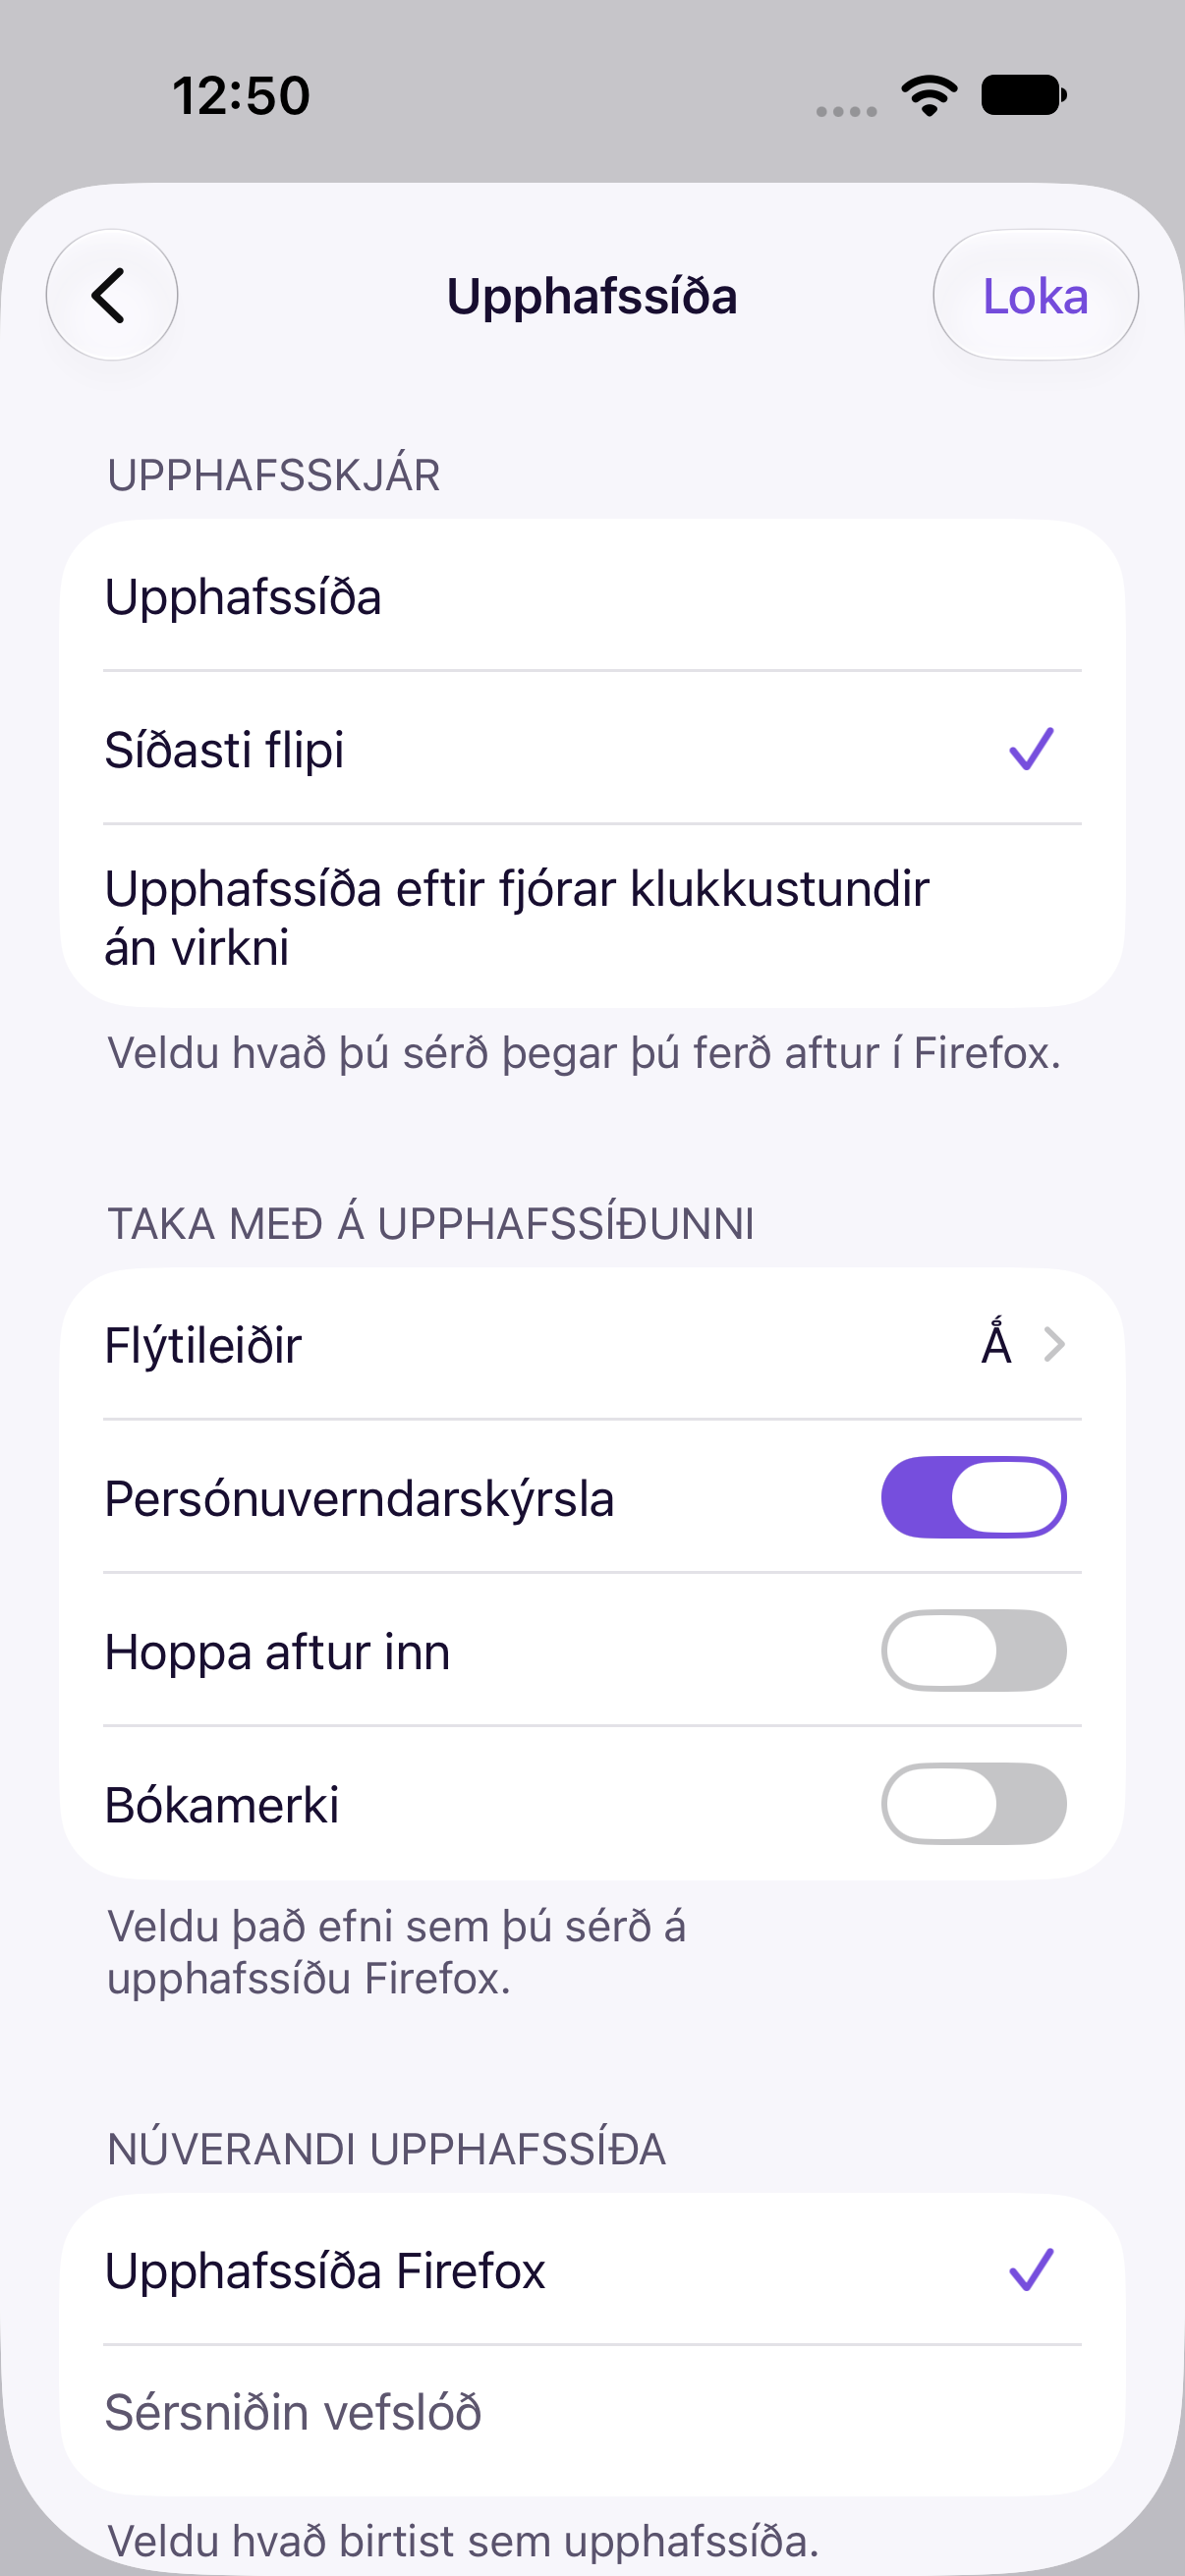 12:50
Upphafssíða
Loka
UPPHAFSSKJÁR
Upphafssíða
Síðasti flipi
Upphafssíða eftir fjórar klukkustundir
án virkni
Veldu hvað þú sérð þegar þú ferð aftur í Firefox.
TAKA MEÐ Á UPPHAFSSÍÐUNNI
Flýtileiðir
Ǻ
Persónuverndarskýrsla
Hoppa aftur inn
Bókamerki
Veldu það efni sem þú sérð á
upphafssíðu Firefox.
NÚVERANDI UPPHAFSSÍÐA
Upphafssíða Firefox
Sérsniðin vefslóð
Veldu hvað birtist sem upphafssíða.